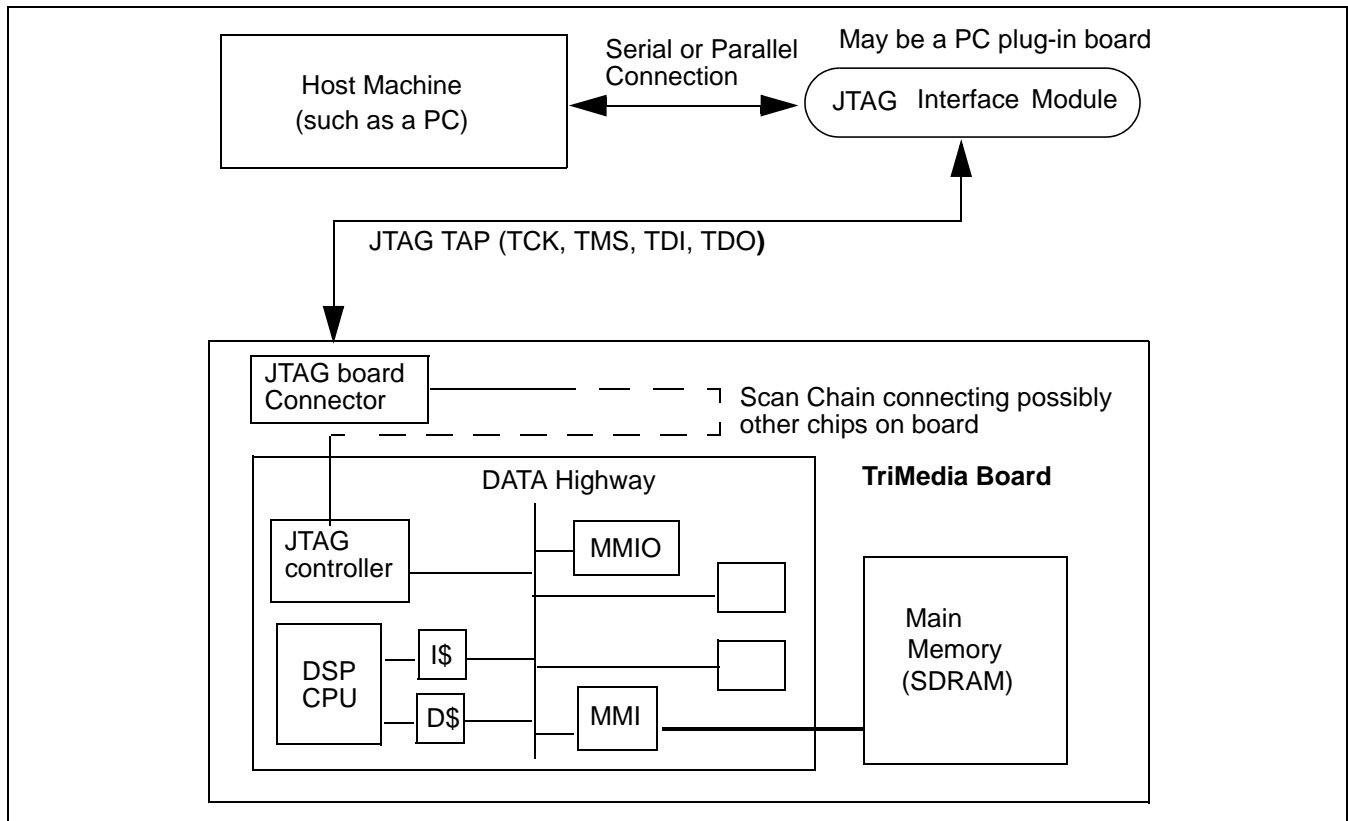 Host Machine
(such as a PC)
Serial or Parallel
Connection
May be a PC plug-in board
JTAG Interface Module
JTAG TAP (TCK, TMS, TDI, TDO)
JTAG board
Connector
Scan Chain connecting possibly
other chips on board
TriMedia Board
DATA Highway
JTAG
controller
MMIO
DSP
CPU
I$
D$
MMI
Main
Memory
(SDRAM)